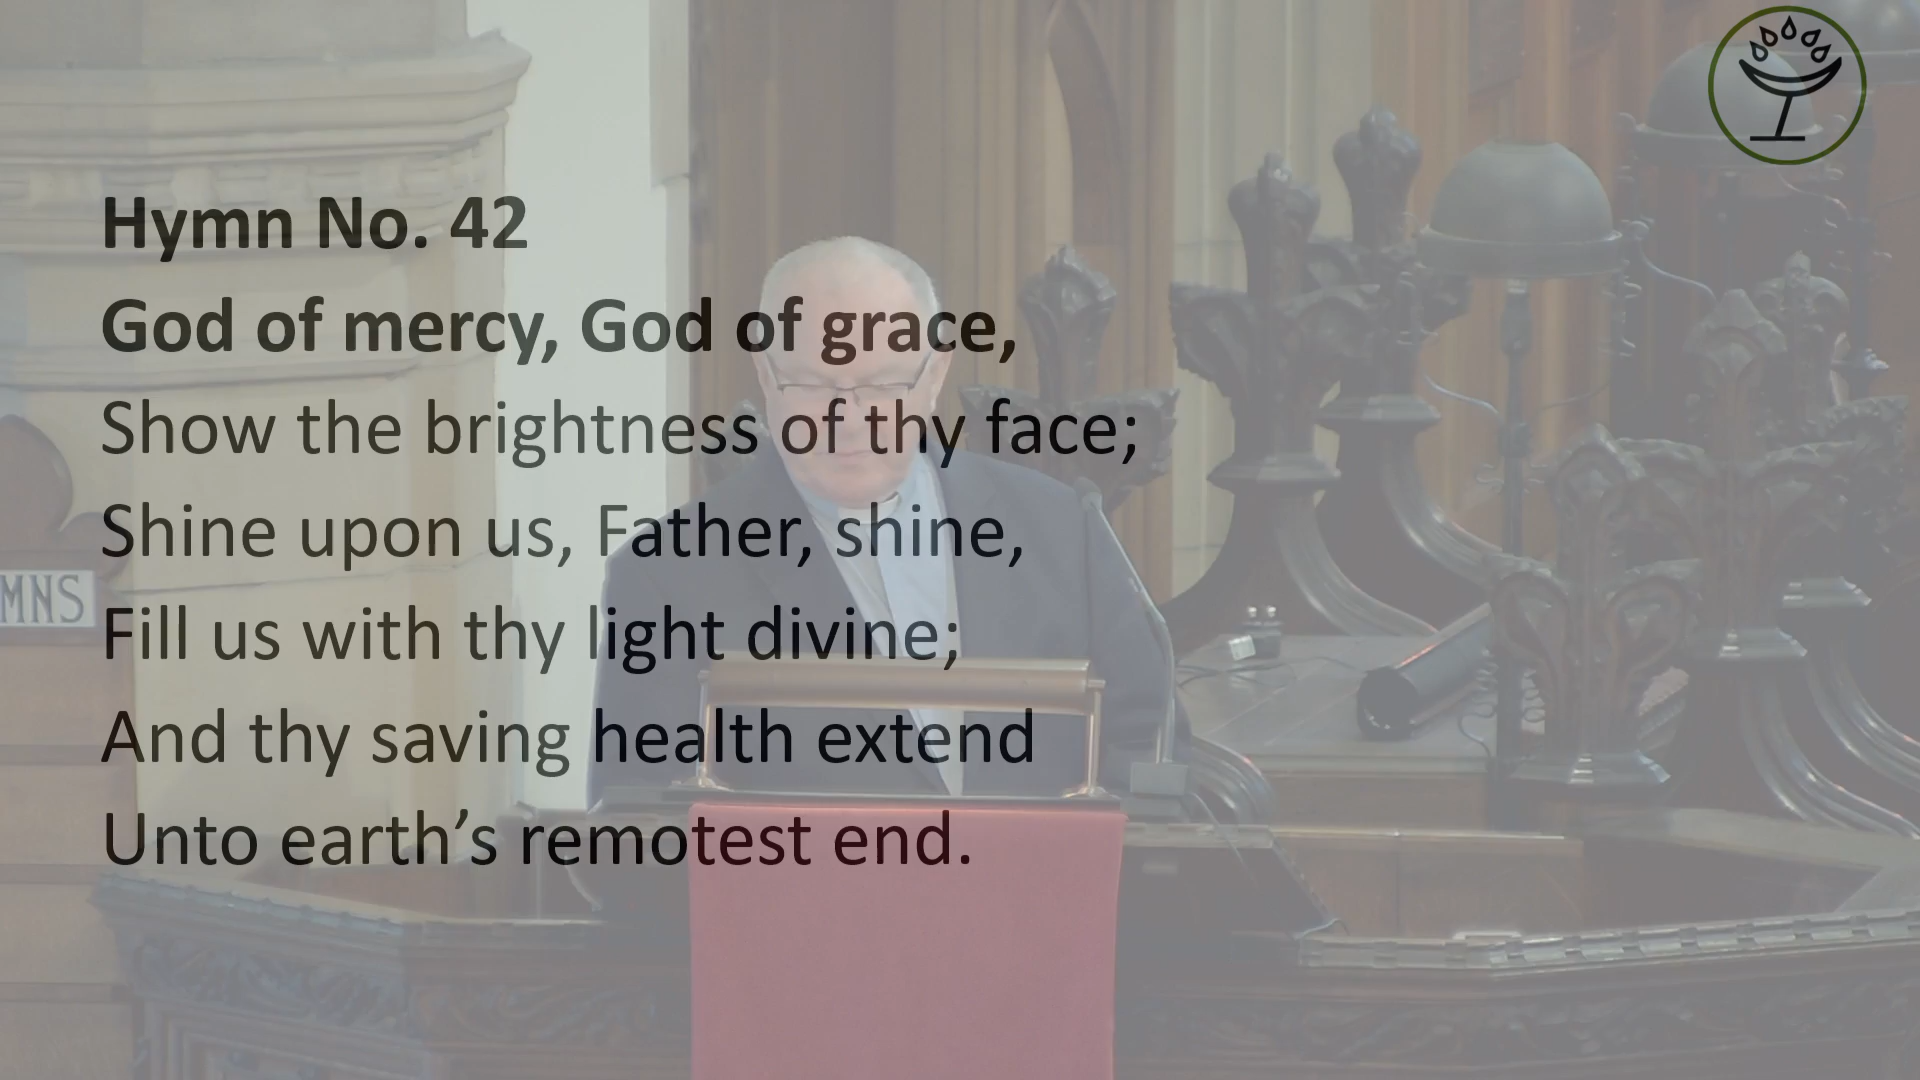 Hymn No. 42
God of mercy, God of grace,
Show the brightness of thy face;
Shine upon us, Father, shine,
Fill us with thy light divine;
And thy saving health extend
Unto earth’s remotest end.
MNS